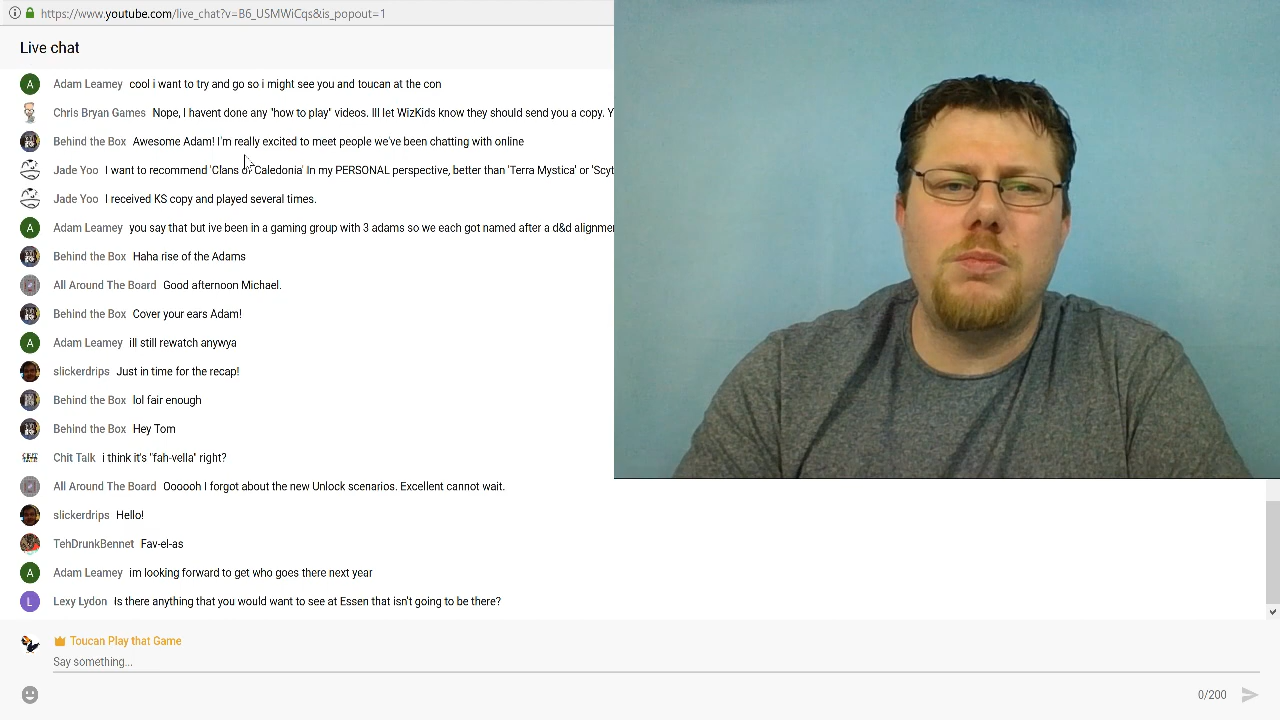 https://www.youtube.com/live_chat?v=B6_USMWiCqs&is_popout=1
Live chat
A Adam Leamey cool i want to try and go so i might see you and toucan at the con
Chris Bryan Games Nope, I havent done any "how to play" videos. Ill let WizKids know they should send you a copy. Y
Behind the Box Awesome Adam! I'm really excited to meet people we've been chatting with online
Jade Yoo I want to recommend 'Clans of Caledonia' In my PERSONAL perspective, better than 'Terra Mystica' or 'Scyt
Jade Yoo I received KS copy and played several times.
A Adam Leamey you say that but ive been in a gaming group with 3 adams so we each got named after a d&d alignmer
Behind the Box Haha rise of the Adams
All Around The Board Good afternoon Michael.
Behind the Box Cover your ears Adam!
A Adam Leamey ill still rewatch anywya
slickerdrips Just in time for the recap!
Behind the Box lol fair enough
Behind the Box Hey Tom
Chit Talk i think it's "fah-vella" right?
All Around The Board Oooooh I forgot about the new Unlock scenarios. Excellent cannot wait.
slickerdrips Hello!
TehDrunkBennet Fav-el-as
A Adam Leamey im looking forward to get who goes there next year
L Lexy Lydon Is there anything that you would want to see at Essen that isn't going to be there?
Toucan Play that Game
Say something...
0/200